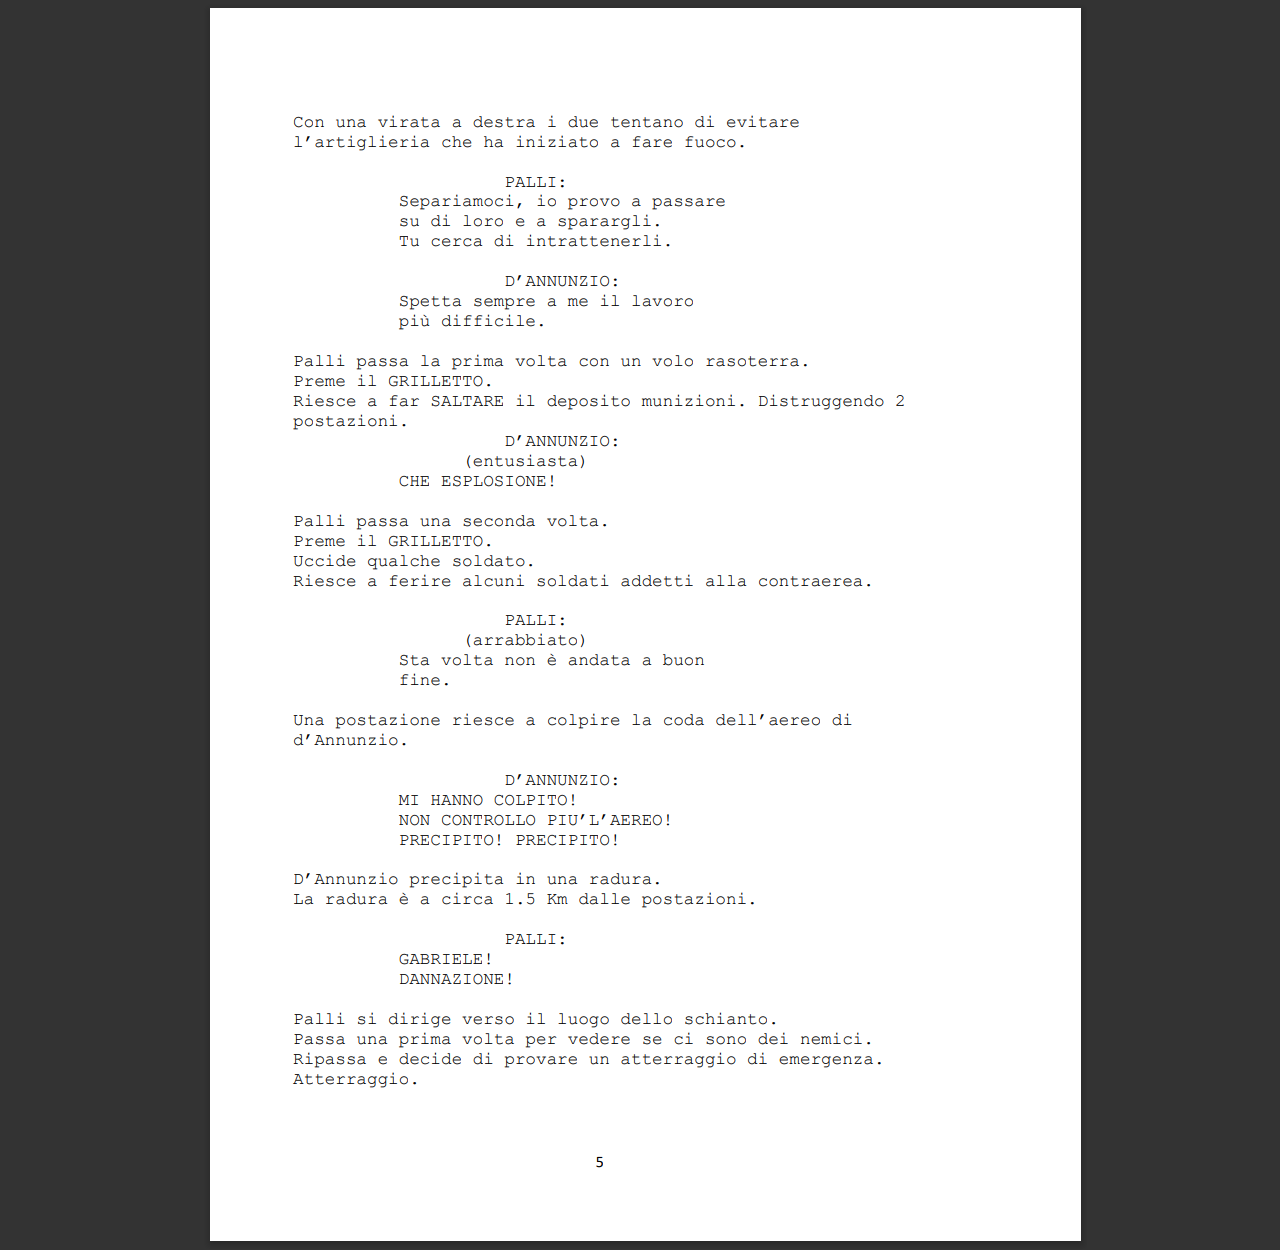 Con una virata a destra i due tentano di evitare
l’artiglieria che ha iniziato a fare fuoco.
PALLI:
Separiamoci, io provo a passare
su di loro e a sparargli.
Tu cerca di intrattenerli.
D’ANNUNZIO:
Spetta sempre a me il lavoro
più difficile.
Palli passa la prima volta con un volo rasoterra.
Preme il GRILLETTO.
Riesce a far SALTARE il deposito munizioni. Distruggendo 2
postazioni.
D’ANNUNZIO:
(entusiasta)
CHE ESPLOSIONE!
Palli passa una seconda volta.
Preme il GRILLETTO.
Uccide qualche soldato.
Riesce a ferire alcuni soldati addetti alla contraerea.
PALLI:
(arrabbiato)
Sta volta non è andata a buon
fine.
Una postazione riesce a colpire la coda dell’aereo di
d’Annunzio.
D’ANNUNZIO:
MI HANNO COLPITO!
NON CONTROLLO PIU’L’AEREO!
PRECIPITO! PRECIPITO!
D’Annunzio precipita in una radura.
La radura è a circa 1.5 Km dalle postazioni.
PALLI:
GABRIELE!
DANNAZIONE!
Palli si dirige verso il luogo dello schianto.
Passa una prima volta per vedere se ci sono dei nemici.
Ripassa e decide di provare un atterraggio di emergenza.
Atterraggio.
5